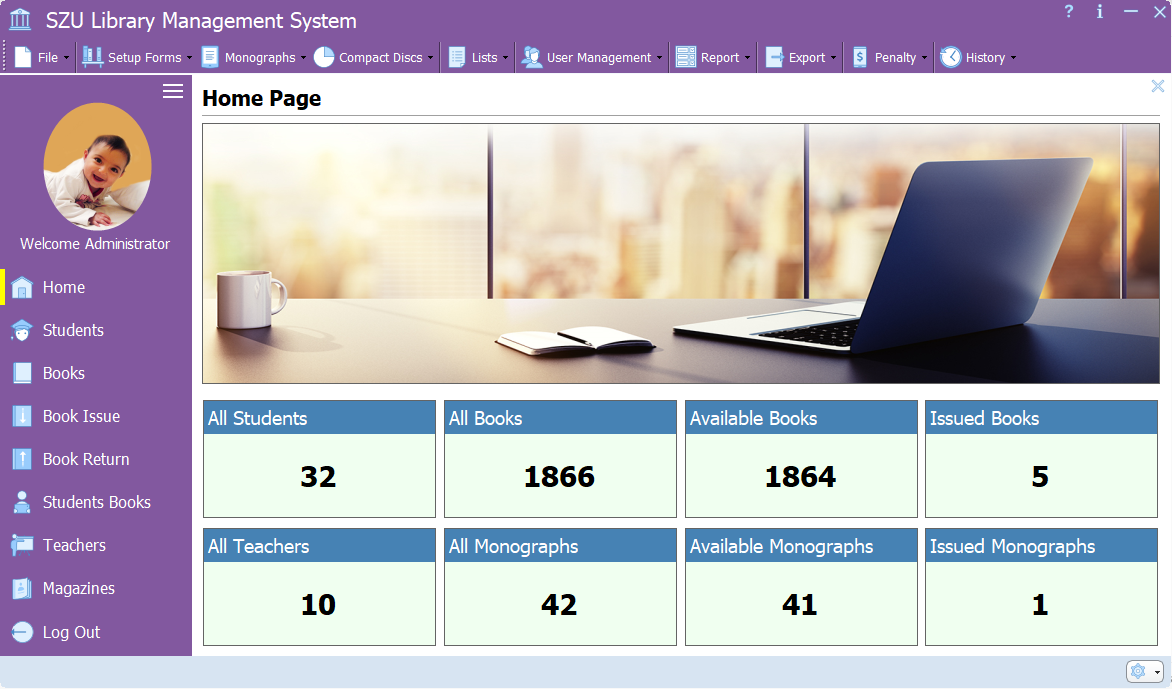 SZU Library Management System
File
Setup Forms
Monographs
Compact Discs
Lists
User Management
Report
Export
Penalty
History
Welcome Administrator
Home
Students
Books
Book Issue
Book Return
Students Books
Teachers
Magazines
Log Out
Home Page
All Students
32
All Books
1866
Available Books
1864
Issued Books
5
All Teachers
10
All Monographs
42
Available Monographs
41
Issued Monographs
1